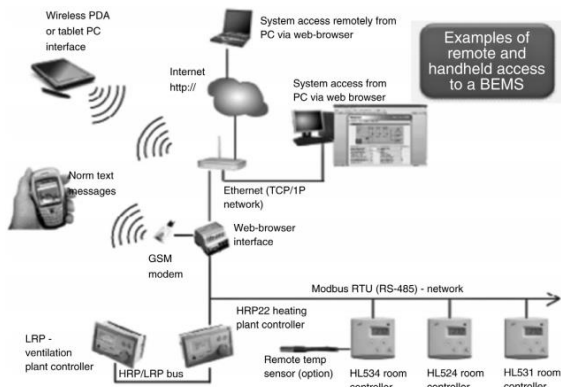 Wireless PDA
or tablet PC
interface
System access remotely from
PC via web-browser
Examples of
remote and
handheld access
to a BEMS
Internet
http://
System access from
PC via web browser
Norm text
messages
Ethernet (TCP/1P
network)
Web-browser
interface
GSM
modem
Modbus RTU (RS-485) - network
HRP22 heating
plant controller
LRP -
ventilation
plant controller
HRP/LRP bus
Remote temp
sensor (option)
HL534 room
controller
HL524 room
controller
HL531 room
controller